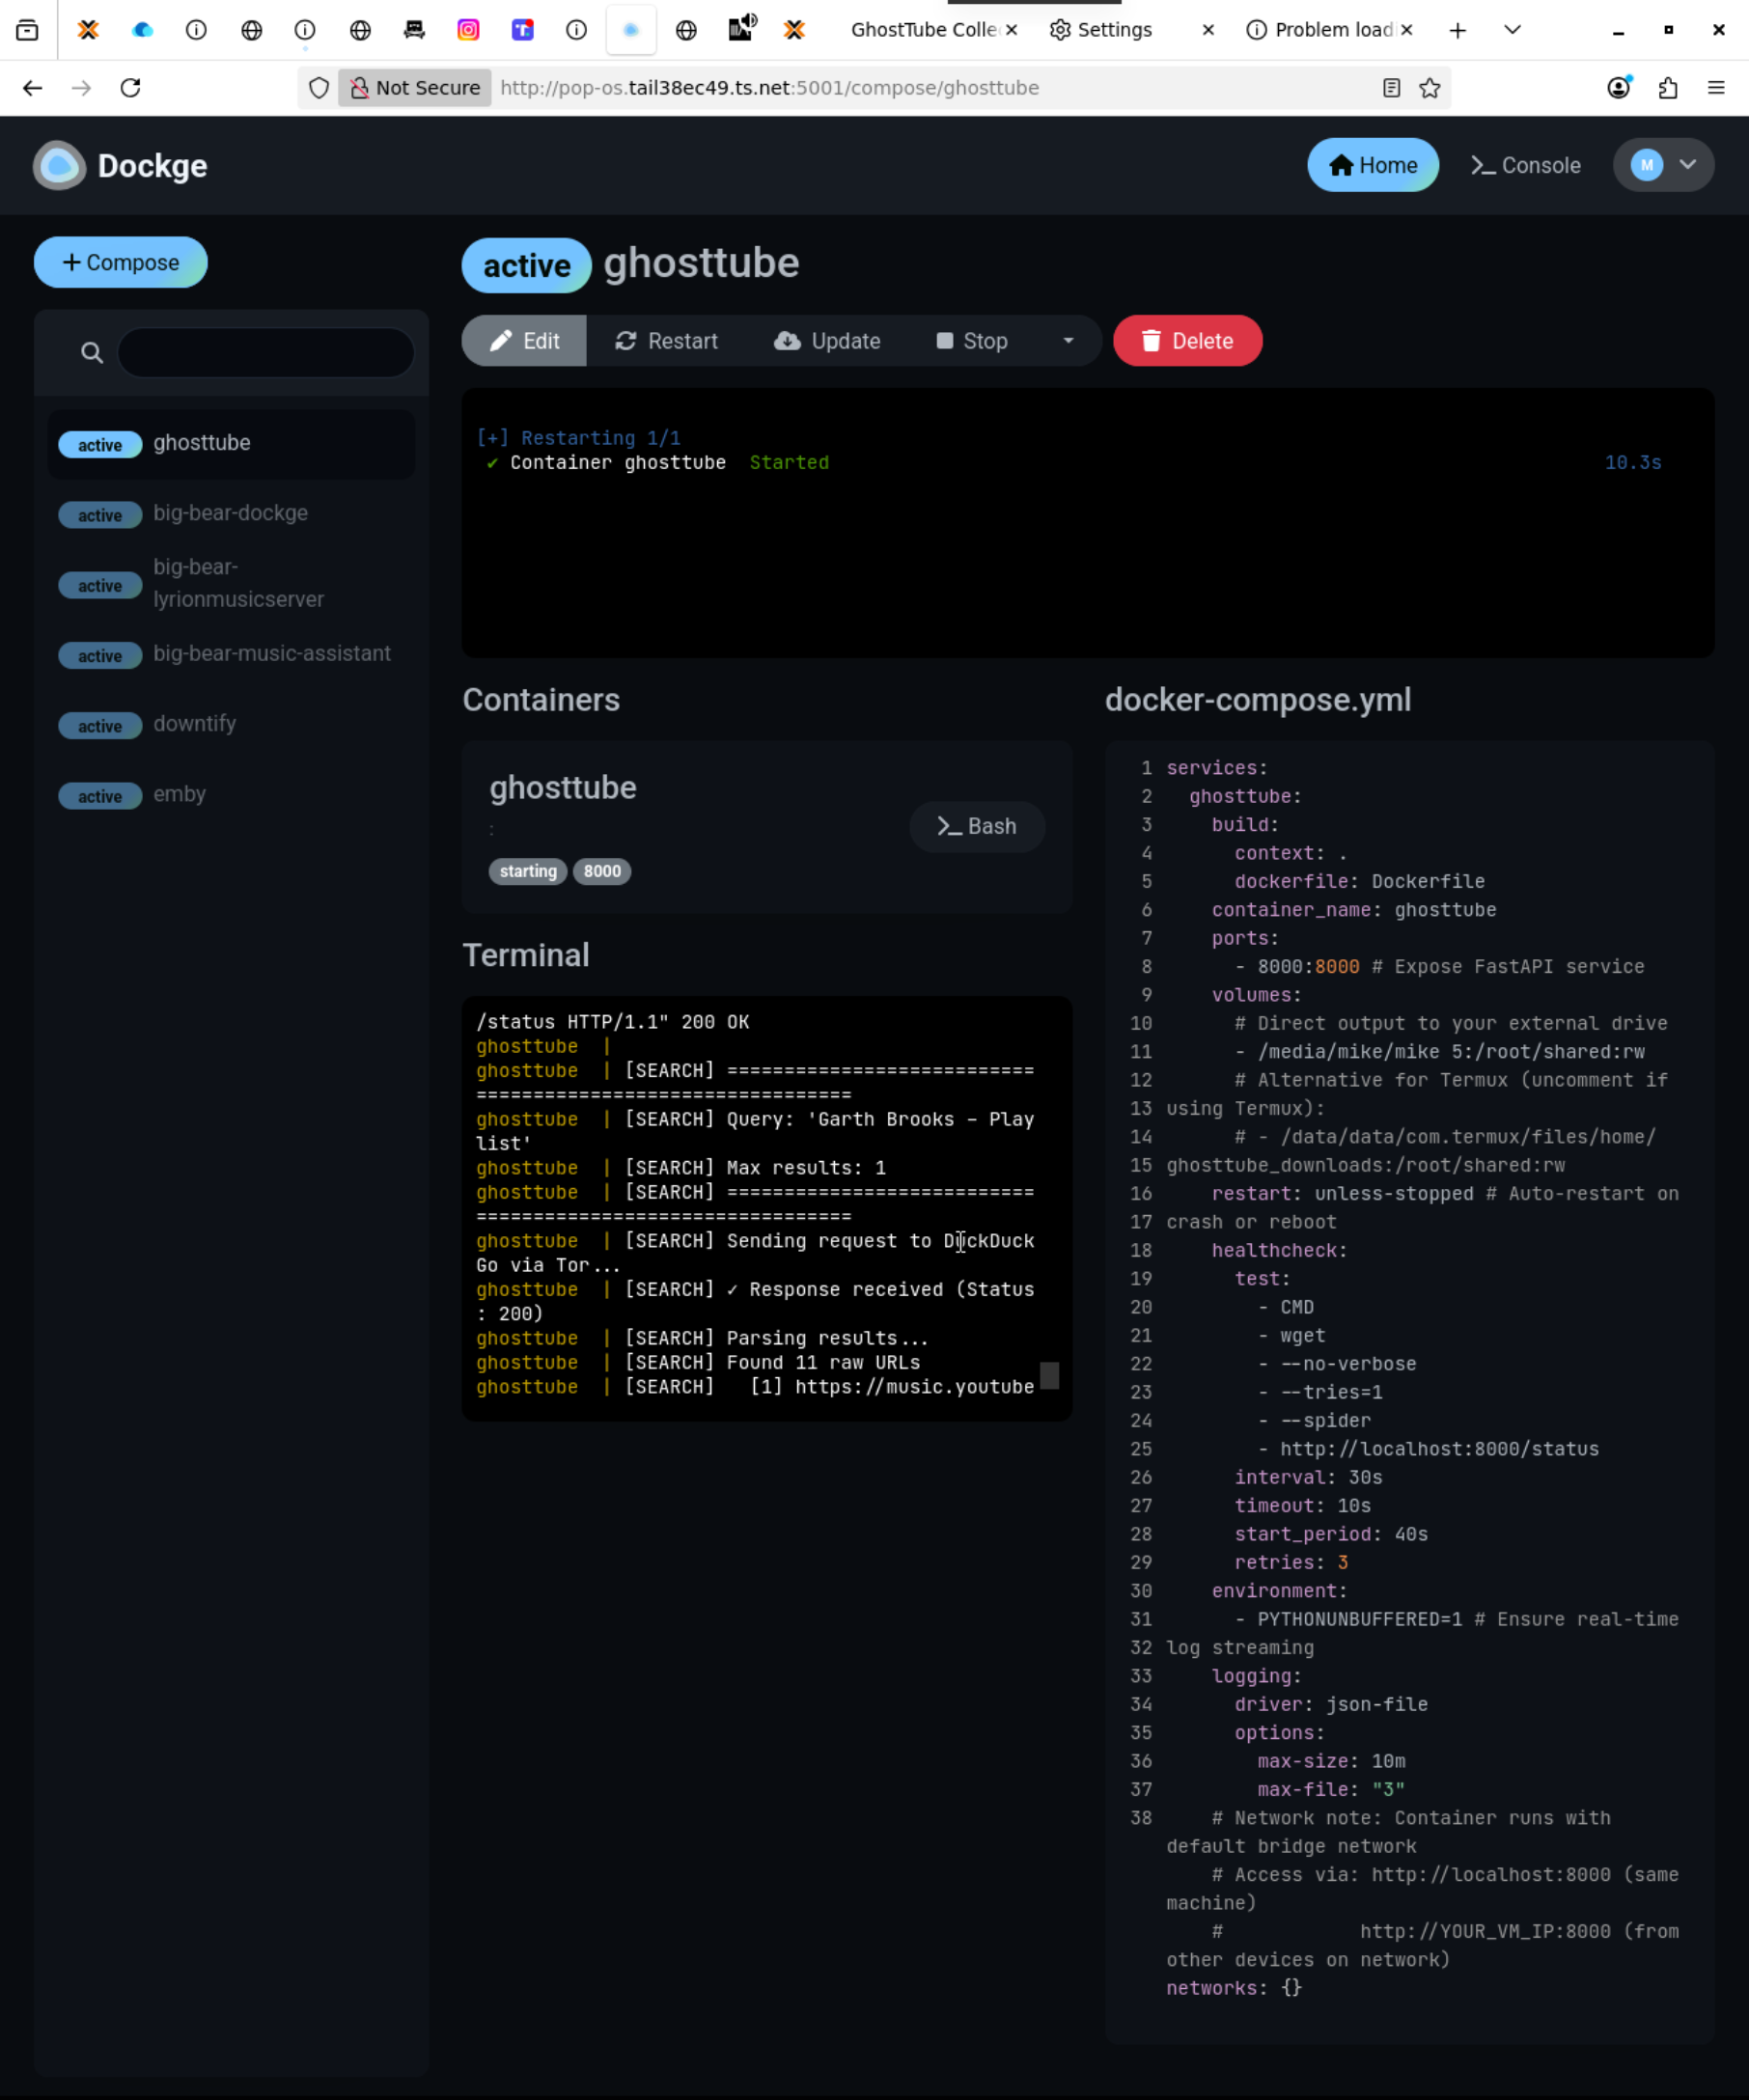 GhostTube Colle
Settings
Problem load
Not Secure
http://pop-os.tail38ec49.ts.net:5001/compose/ghosttube
Dockge
Home
Console
M
+ Compose
active ghosttube
Edit
Restart
Update
Stop
Delete
active ghosttube
active big-bear-dockge
active big-bear-
lyrionmusicserver
active big-bear-music-assistant
active downtify
active emby
[+] Restarting 1/1
✔ Container ghosttube Started 10.3s
Containers
ghosttube
:
starting 8000
>_ Bash
Terminal
/status HTTP/1.1" 200 OK
ghosttube |
ghosttube | [SEARCH] ===========================
=================================
ghosttube | [SEARCH] Query: 'Garth Brooks – Play
list'
ghosttube | [SEARCH] Max results: 1
ghosttube | [SEARCH] ===========================
=================================
ghosttube | [SEARCH] Sending request to DuckDuck
Go via Tor...
ghosttube | [SEARCH] ✓ Response received (Status
: 200)
ghosttube | [SEARCH] Parsing results...
ghosttube | [SEARCH] Found 11 raw URLs
ghosttube | [SEARCH]   [1] https://music.youtube
docker-compose.yml
1 services:
2   ghosttube:
3     build:
4       context: .
5       dockerfile: Dockerfile
6     container_name: ghosttube
7     ports:
8       - 8000:8000 # Expose FastAPI service
9     volumes:
10       # Direct output to your external drive
11       - /media/mike/mike 5:/root/shared:rw
12       # Alternative for Termux (uncomment if
13 using Termux):
14       # - /data/data/com.termux/files/home/
15 ghosttube_downloads:/root/shared:rw
16     restart: unless-stopped # Auto-restart on
17 crash or reboot
18     healthcheck:
19       test:
20         - CMD
21         - wget
22         - --no-verbose
23         - --tries=1
24         - --spider
25         - http://localhost:8000/status
26       interval: 30s
27       timeout: 10s
28       start_period: 40s
29       retries: 3
30     environment:
31       - PYTHONUNBUFFERED=1 # Ensure real-time
32 log streaming
33     logging:
34       driver: json-file
35       options:
36         max-size: 10m
37         max-file: "3"
38     # Network note: Container runs with
default bridge network
    # Access via: http://localhost:8000 (same
machine)
    #             http://YOUR_VM_IP:8000 (from
other devices on network)
networks: {}